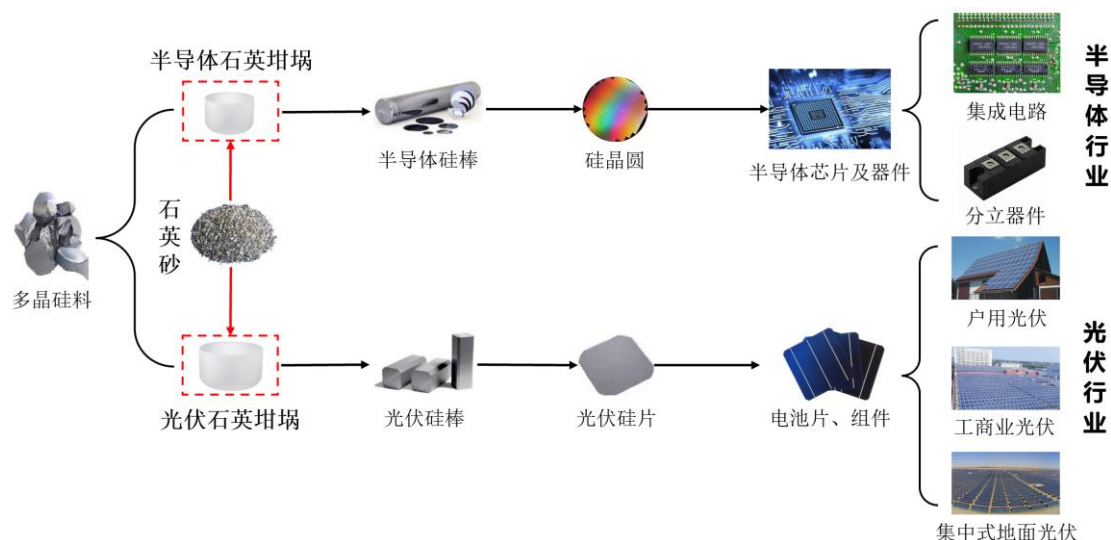 半导体石英坩埚
半导体硅棒
硅晶圆
半导体芯片及器件
集成电路
分立器件
半导体行业
多晶硅料
石英砂
光伏石英坩埚
光伏硅棒
光伏硅片
电池片、组件
户用光伏
工商业光伏
集中式地面光伏
光伏行业